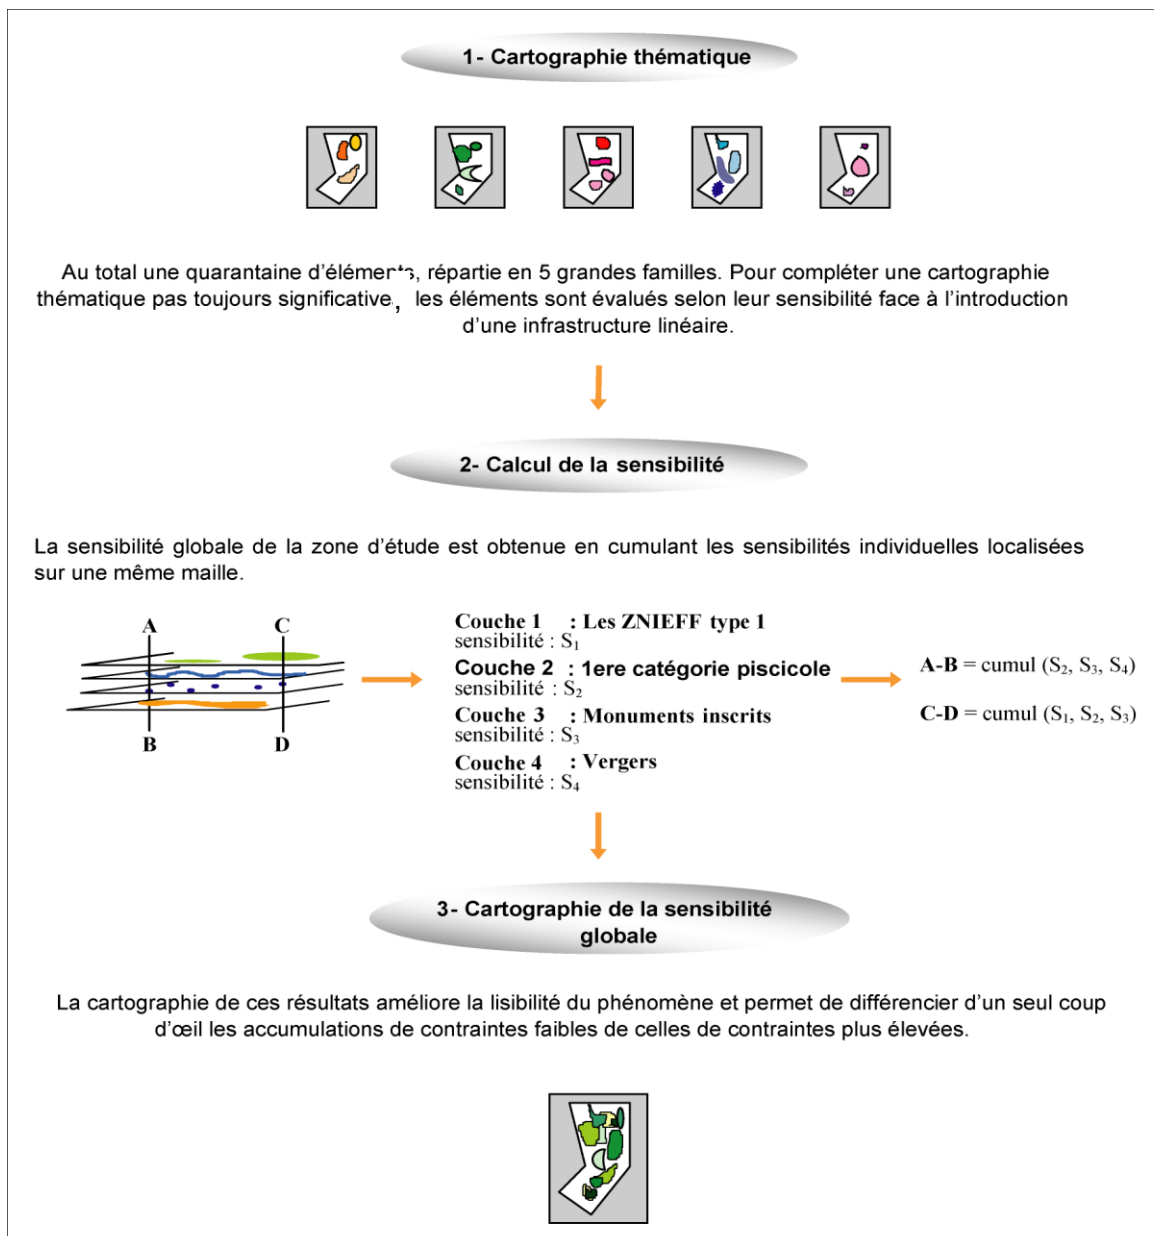 1- Cartographie thématique
Au total une quarantaine d'éléments, répartie en 5 grandes familles. Pour compléter une cartographie
thématique pas toujours significative, les éléments sont évalués selon leur sensibilité face à l'introduction
d'une infrastructure linéaire.
2- Calcul de la sensibilité
La sensibilité globale de la zone d'étude est obtenue en cumulant les sensibilités individuelles localisées
sur une même maille.
A C
B D
Couche 1 : Les ZNIEFF type 1
sensibilité : S₁
Couche 2 : 1ere catégorie piscicole
sensibilité : S₂
Couche 3 : Monuments inscrits
sensibilité : S₃
Couche 4 : Vergers
sensibilité : S₄
A-B = cumul (S₂, S₃, S₄)
C-D = cumul (S₁, S₂, S₃)
3- Cartographie de la sensibilité
globale
La cartographie de ces résultats améliore la lisibilité du phénomène et permet de différencier d'un seul coup
d'œil les accumulations de contraintes faibles de celles de contraintes plus élevées.